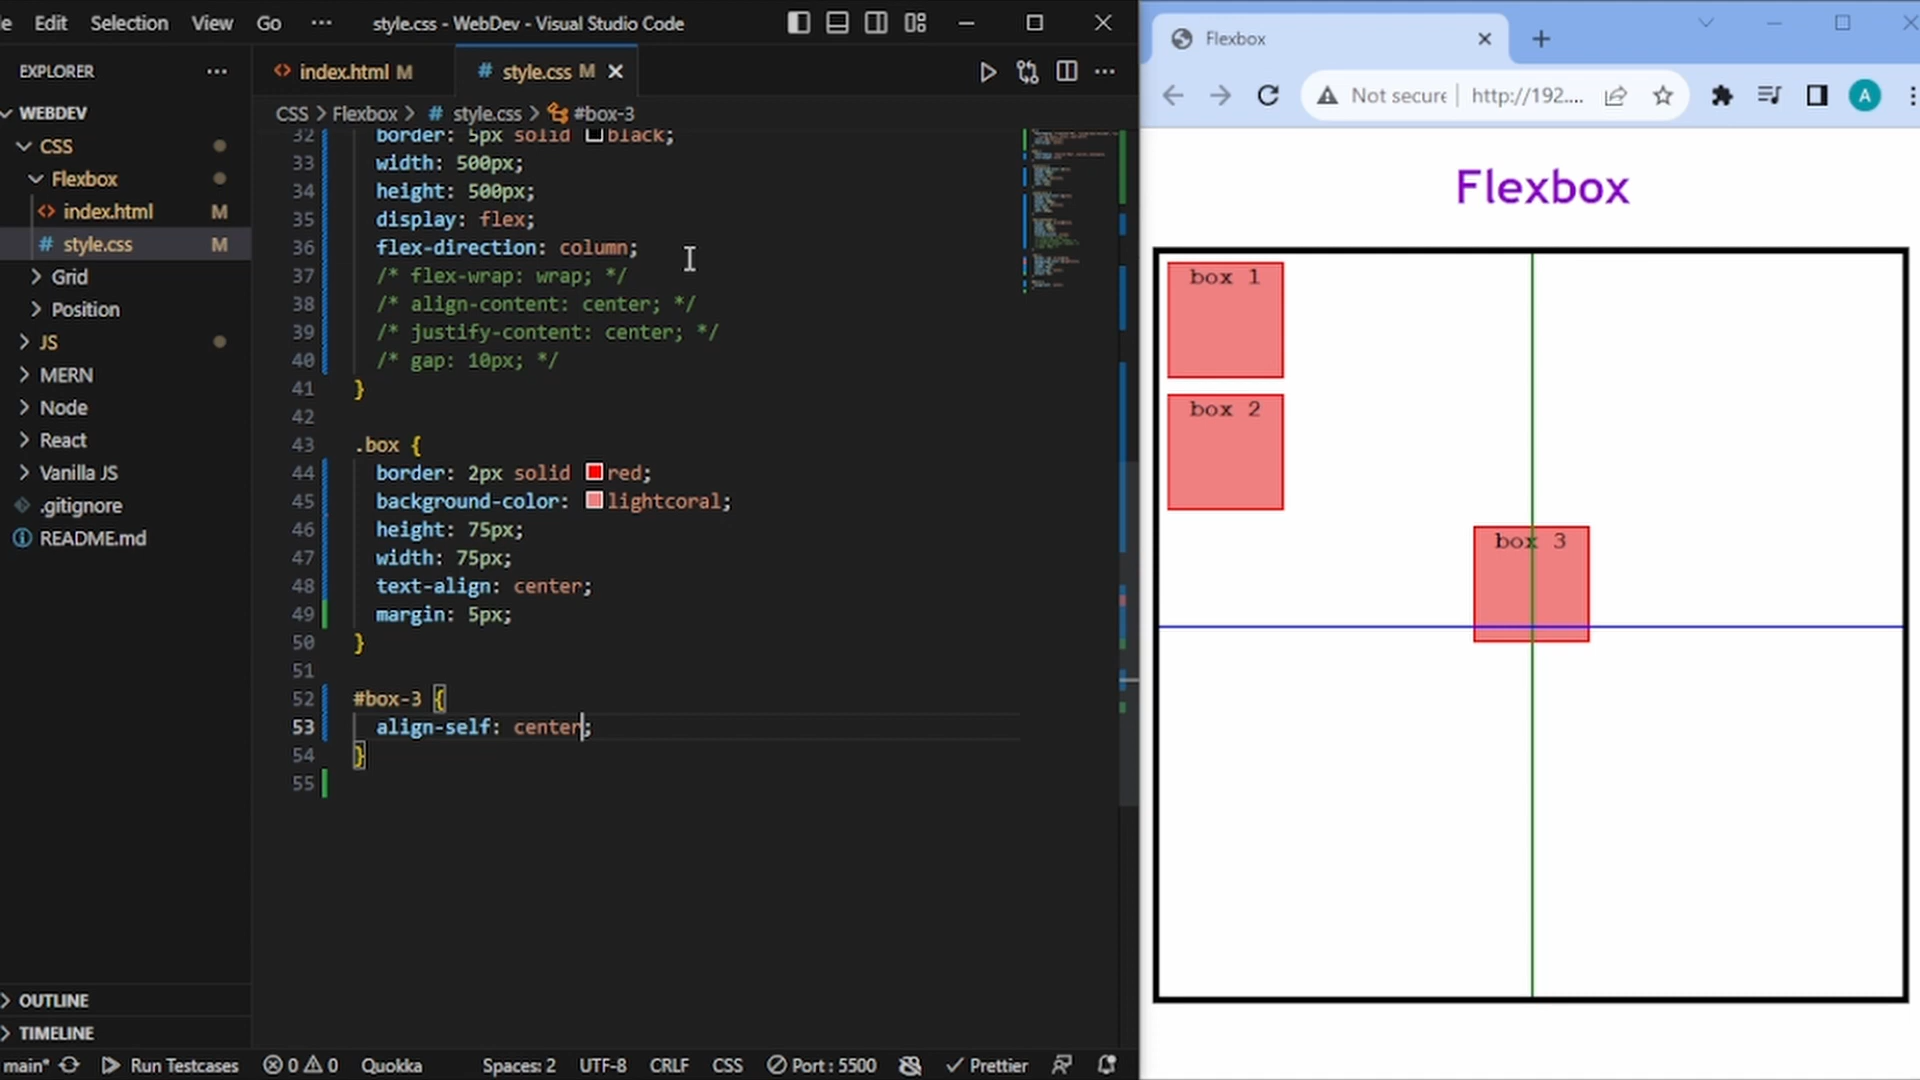 Edit Selection View Go ··· style.css - WebDev - Visual Studio Code
EXPLORER ···
WEBDEV
CSS
Flexbox
index.html M
style.css M
Grid
Position
JS
MERN
Node
React
Vanilla JS
.gitignore
README.md
OUTLINE
TIMELINE
index.html M
# style.css M
CSS > Flexbox > # style.css > #box-3
32 border: 5px solid black;
33 width: 500px;
34 height: 500px;
35 display: flex;
36 flex-direction: column;
37 /* flex-wrap: wrap; */
38 /* align-content: center; */
39 /* justify-content: center; */
40 /* gap: 10px; */
41 }
42
43 .box {
44 border: 2px solid red;
45 background-color: lightcoral;
46 height: 75px;
47 width: 75px;
48 text-align: center;
49 margin: 5px;
50 }
51
52 #box-3 {
53 align-self: center;
54 }
55
main* Run Testcases 0 0 Quokka Spaces: 2 UTF-8 CRLF CSS Port : 5500 Prettier
Flexbox
Not secure http://192.... A
Flexbox
box 1
box 2
box 3